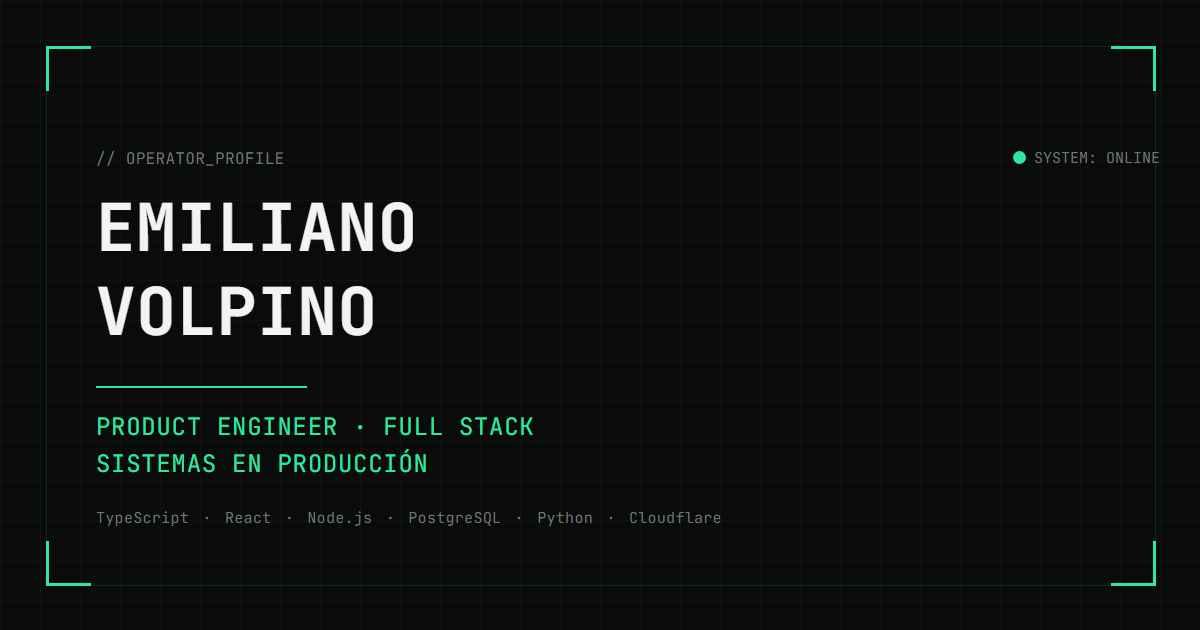 // OPERATOR_PROFILE
SYSTEM: ONLINE
EMILIANO
VOLPINO
PRODUCT ENGINEER · FULL STACK
SISTEMAS EN PRODUCCIÓN
TypeScript · React · Node.js · PostgreSQL · Python · Cloudflare